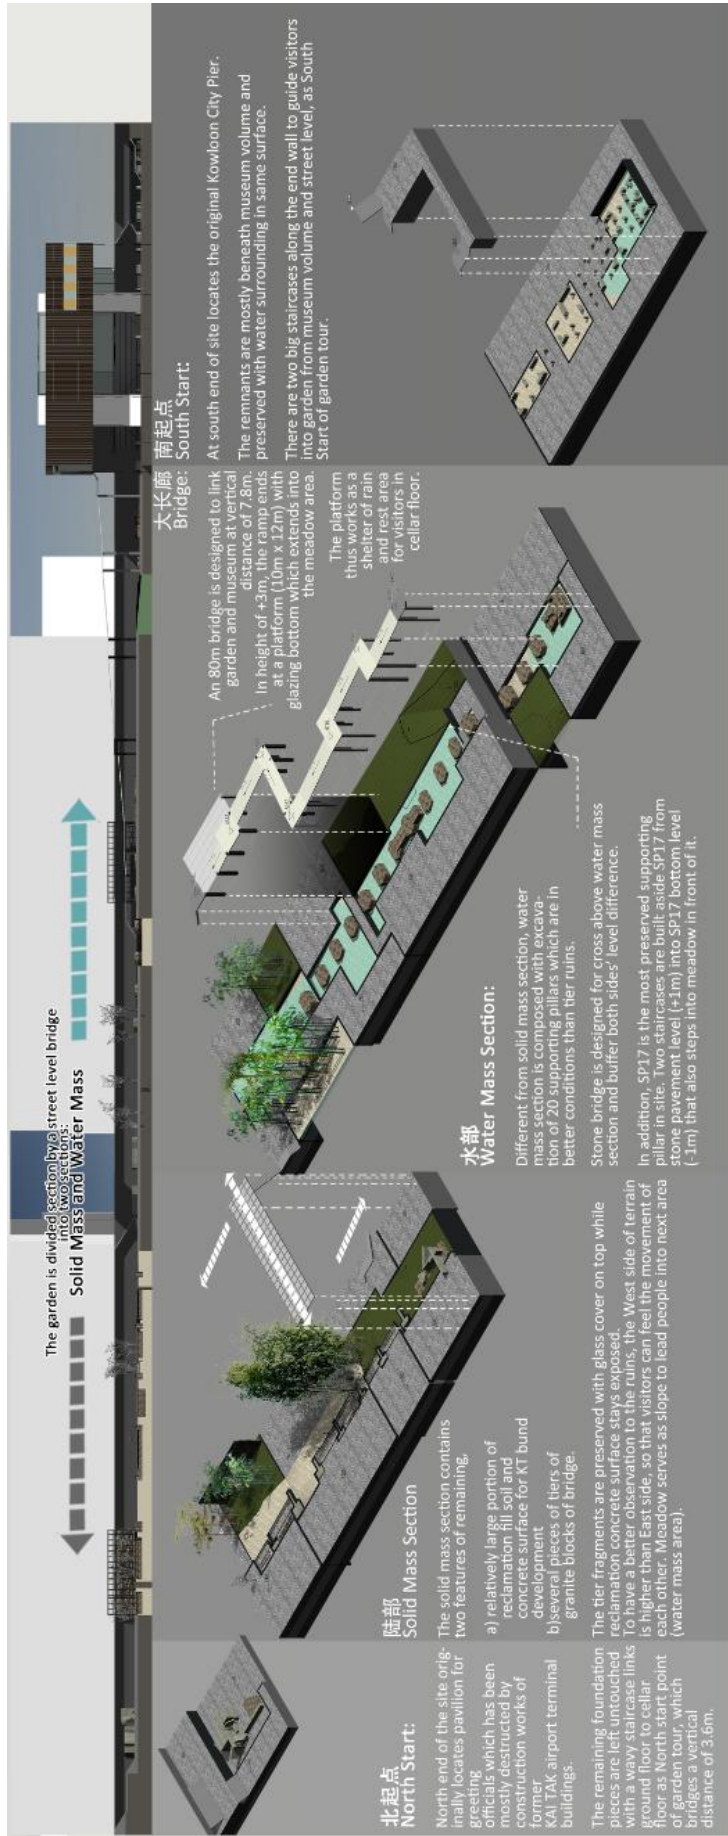 The garden is divided section by a street level bridge
into two sections:
Solid Mass and Water Mass
北起点
North Start:
North end of the site orig-
inally locates pavilion for
greeting
officials which has been
mostly destructed by
construction works of
former
KAI TAK airport terminal
buildings.
The remaining foundation
pieces are left untouched
with a wavy staircase links
ground floor to cellar
floor as North start point
of garden tour, which
bridges a vertical
distance of 3.6m.
陆部
Solid Mass Section
The solid mass section contains
two features of remaining,
a) relatively large portion of
reclamation fill soil and
concrete surface for KT bund
development
b)several pieces of tiers of
granite blocks of bridge.
The tier fragments are preserved with glass cover on top while
reclamation concrete surface stays exposed.
To have a better observation to the ruins, the West side of terrain
is higher than East side, so that visitors can feel the movement of
each other. Meadow serves as slope to lead people into next area
(water mass area).
水部
Water Mass Section:
Different from solid mass section, water
mass section is composed with excava-
tion of 20 supporting pillars which are in
better conditions than tier ruins.
Stone bridge is designed for cross above water mass
section and buffer both sides' level difference.
In addition, SP17 is the most preserved supporting
pillar in site. Two staircases are built aside SP17 from
stone pavement level (+1m) into SP17 bottom level
(-1m) that also steps into meadow in front of it.
大长廊
Bridge:
An 80m bridge is designed to link
garden and museum at vertical
distance of 7.8m.
In height of +3m, the ramp ends
at a platform (10m x 12m) with
glazing bottom which extends into
the meadow area.
The platform
thus works as a
shelter of rain
and rest area
for visitors in
cellar floor.
南起点
South Start:
At south end of site locates the original Kowloon City Pier.
The remnants are mostly beneath museum volume and
preserved with water surrounding in same surface.
There are two big staircases along the end wall to guide visitors
into garden from museum volume and street level, as South
Start of garden tour.